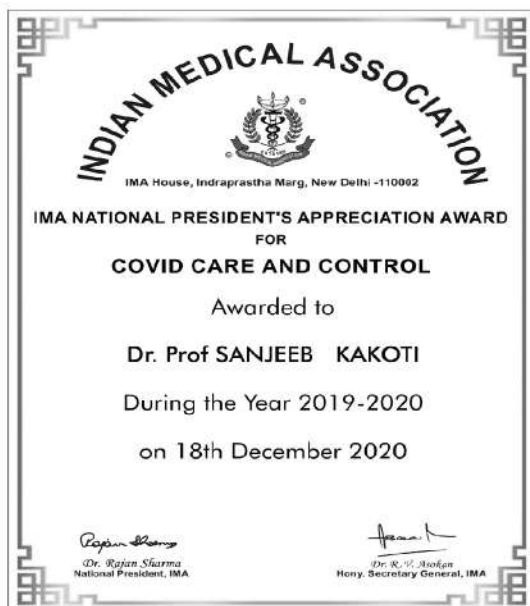 INDIAN MEDICAL ASSOCIATION
IMA House, Indraprastha Marg, New Delhi -110002
IMA NATIONAL PRESIDENT'S APPRECIATION AWARD
FOR
COVID CARE AND CONTROL
Awarded to
Dr. Prof SANJEEB KAKOTI
During the Year 2019-2020
on 18th December 2020
Dr. Rajan Sharma
National President, IMA
Dr. R. V. Asokan
Hony. Secretary General, IMA